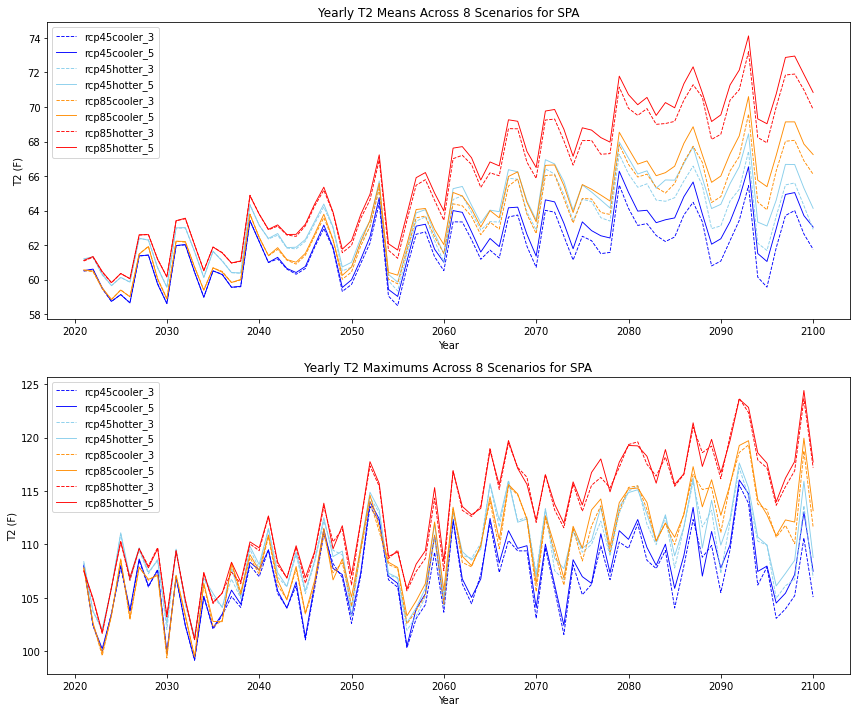 Yearly T2 Means Across 8 Scenarios for SPA
rcp45cooler_3
rcp45cooler_5
rcp45hotter_3
rcp45hotter_5
rcp85cooler_3
rcp85cooler_5
rcp85hotter_3
rcp85hotter_5
T2 (F)
74
72
70
68
66
64
62
60
58
2020
2030
2040
2050
2060
2070
2080
2090
2100
Year
Yearly T2 Maximums Across 8 Scenarios for SPA
rcp45cooler_3
rcp45cooler_5
rcp45hotter_3
rcp45hotter_5
rcp85cooler_3
rcp85cooler_5
rcp85hotter_3
rcp85hotter_5
T2 (F)
125
120
115
110
105
100
2020
2030
2040
2050
2060
2070
2080
2090
2100
Year